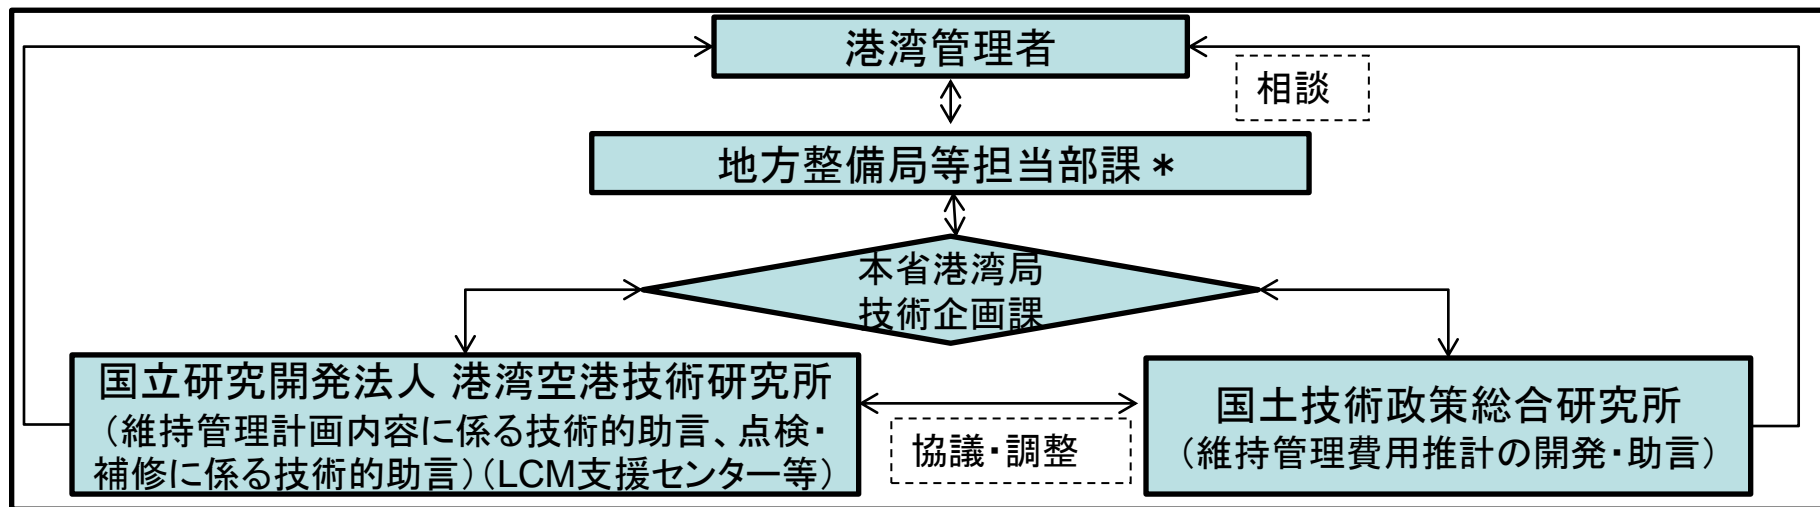 港湾管理者
相談
地方整備局等担当部課*
本省港湾局
技術企画課
国立研究開発法人 港湾空港技術研究所
（維持管理計画内容に係る技術的助言、点検・
補修に係る技術的助言）（LCM支援センター等）
協議・調整
国土技術政策総合研究所
（維持管理費用推計の開発・助言）